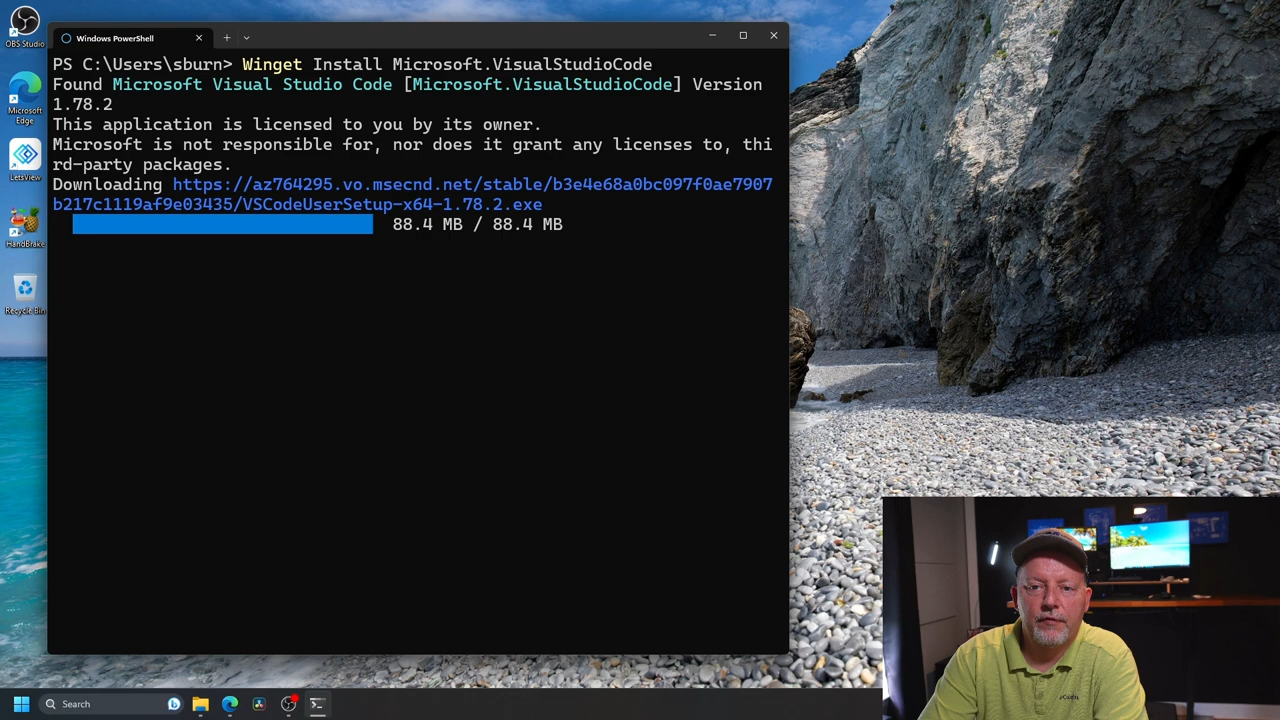 OBS Studio
Microsoft
Edge
LetsView
HandBrake
Recycle Bin
Windows PowerShell
PS C:\Users\sburn> Winget Install Microsoft.VisualStudioCode
Found Microsoft Visual Studio Code [Microsoft.VisualStudioCode] Version
1.78.2
This application is licensed to you by its owner.
Microsoft is not responsible for, nor does it grant any licenses to, thi
rd-party packages.
Downloading https://az764295.vo.msecnd.net/stable/b3e4e68a0bc097f0ae7907
b217c1119af9e03435/VSCodeUserSetup-x64-1.78.2.exe
88.4 MB / 88.4 MB
Search